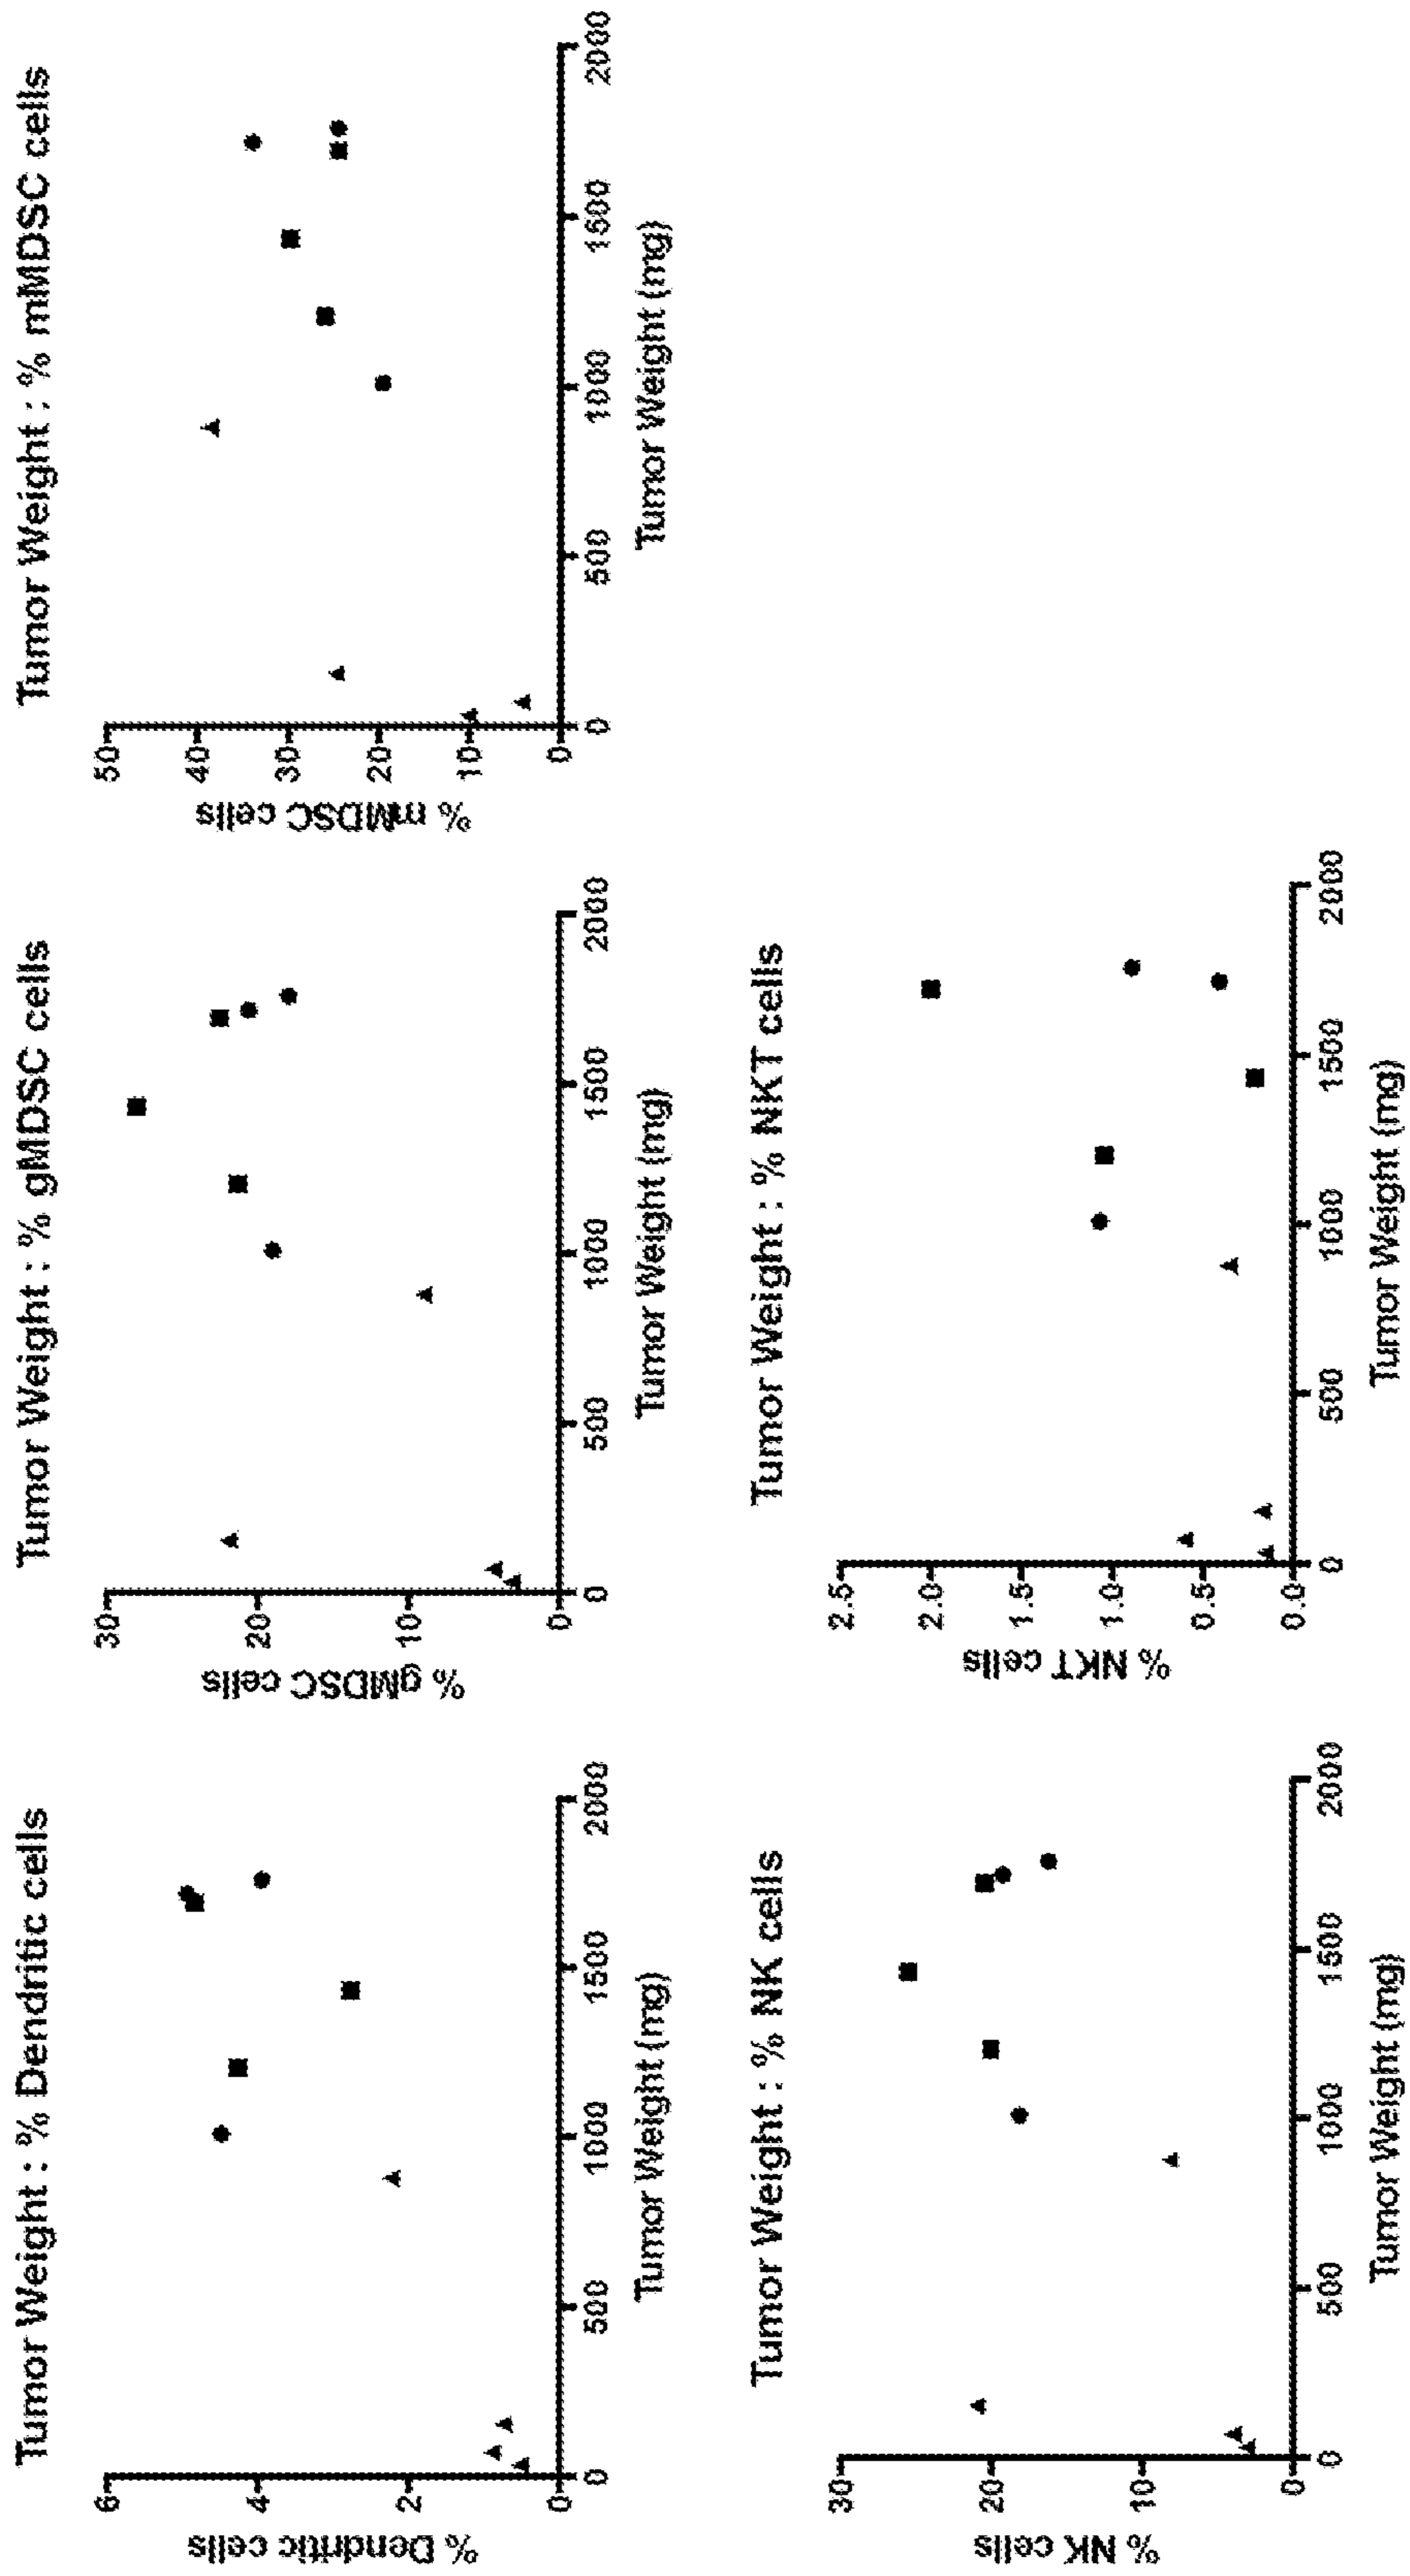 Tumor Weight : % Dendritic cells
% Dendritic cells
6
4
2
0
0 500 1000 1500 2000
Tumor Weight (mg)
Tumor Weight : % gMDSC cells
% gMDSC cells
30
20
10
0
0 500 1000 1500 2000
Tumor Weight (mg)
Tumor Weight : % mMDSC cells
% mMDSC cells
50
40
30
20
10
0
0 500 1000 1500 2000
Tumor Weight (mg)
Tumor Weight : % NK cells
% NK cells
30
20
10
0
0 500 1000 1500 2000
Tumor Weight (mg)
Tumor Weight : % NKT cells
% NKT cells
2.5
2.0
1.5
1.0
0.5
0.0
0 500 1000 1500 2000
Tumor Weight (mg)